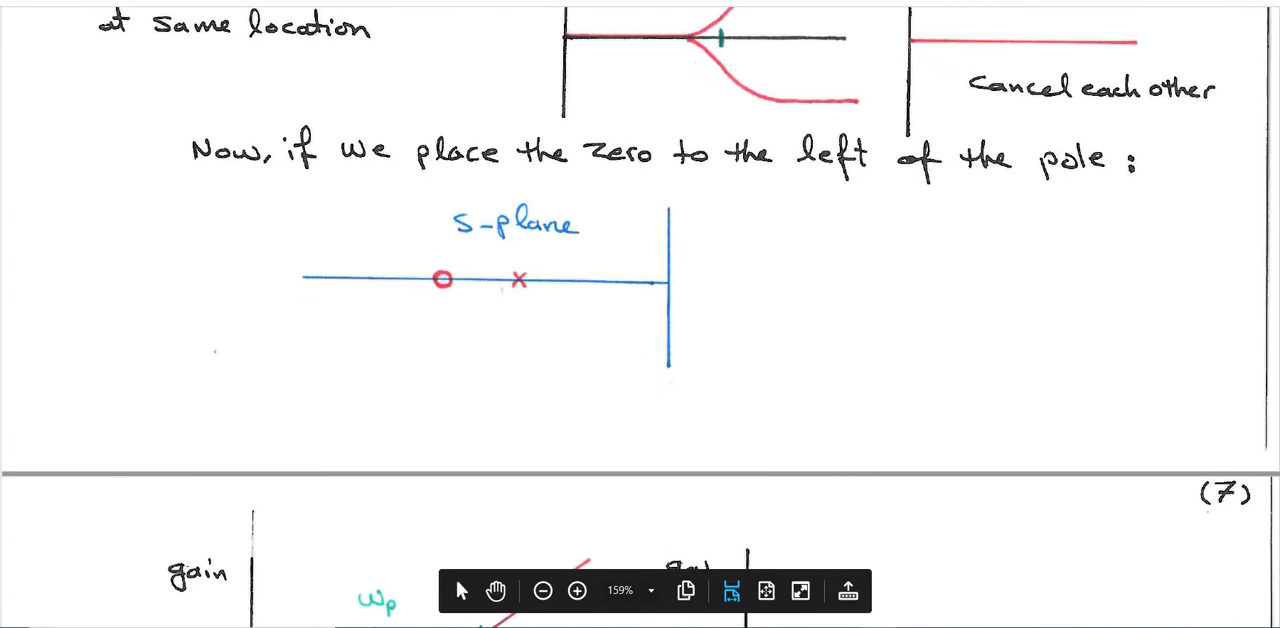 at same location
Cancel each other
Now, if we place the zero to the left of the pole :
s-plane
(7)
gain
ωp
159%